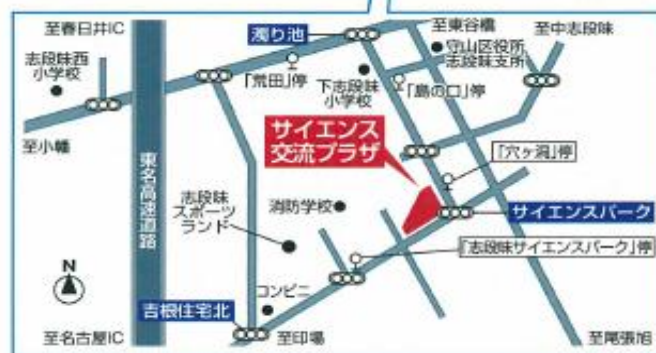 至春日井IC
濁り池
至東谷橋
至中志段味
志段味西
小学校
「荒田」停
下志段味
小学校
守山区役所
志段味支所
「島の口」停
至小幡
東名高速道路
サイエンス
交流プラザ
「穴ヶ洞」停
志段味
スポーツ
ランド
消防学校
サイエンスパーク
「志段味サイエンスパーク」停
N
コンビニ
吉根住宅北
至名古屋IC
至印場
至尾張旭